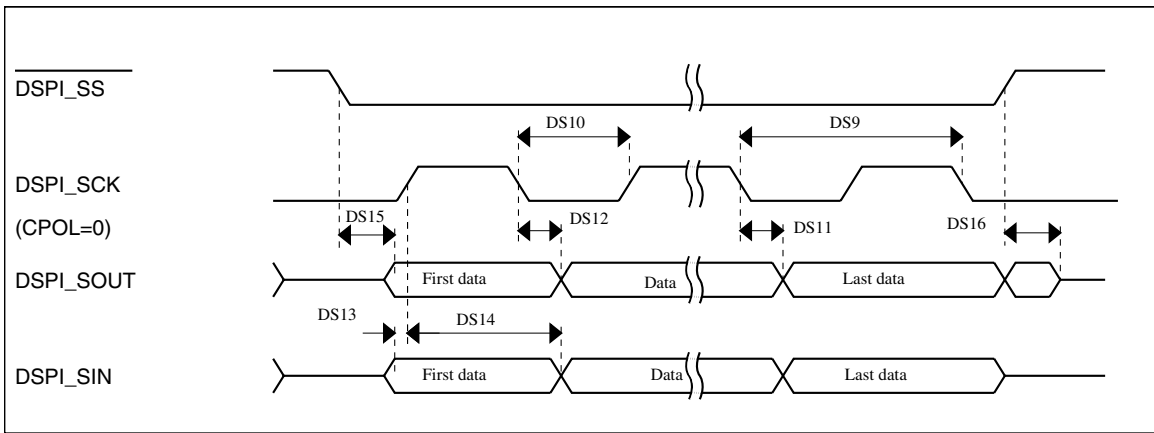 DSPI_SS
DS10
DS9
DSPI_SCK
(CPOL=0)
DS15
DS12
DS11
DS16
DSPI_SOUT
First data
Data
Last data
DS13
DS14
DSPI_SIN
First data
Data
Last data